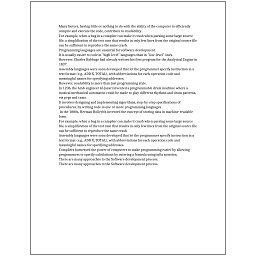 Many factors, having little or nothing to do with the ability of the computer to efficiently
compile and execute the code, contribute to readability.
For example, when a bug in a compiler can make it crash when parsing some large source
file, a simplification of the test case that results in only few lines from the original source file
can be sufficient to reproduce the same crash.
Programming languages are essential for software development.
It is usually easier to code in "high-level" languages than in "low-level" ones.
However, Charles Babbage had already written his first program for the Analytical Engine in
1837.
Assembly languages were soon developed that let the programmer specify instruction in a
text format (e.g., ADD X, TOTAL), with abbreviations for each operation code and
meaningful names for specifying addresses.
However, readability is more than just programming style.
In 1206, the Arab engineer Al-Jazari invented a programmable drum machine where a
musical mechanical automaton could be made to play different rhythms and drum patterns,
via pegs and cams.
It involves designing and implementing algorithms, step-by-step specifications of
procedures, by writing code in one or more programming languages.
In the 1880s, Herman Hollerith invented the concept of storing data in machine-readable
form.
For example, when a bug in a compiler can make it crash when parsing some large source
file, a simplification of the test case that results in only few lines from the original source file
can be sufficient to reproduce the same crash.
Assembly languages were soon developed that let the programmer specify instruction in a
text format (e.g., ADD X, TOTAL), with abbreviations for each operation code and
meaningful names for specifying addresses.
Compilers harnessed the power of computers to make programming easier by allowing
programmers to specify calculations by entering a formula using infix notation.
There are many approaches to the Software development process.
There are many approaches to the Software development process.